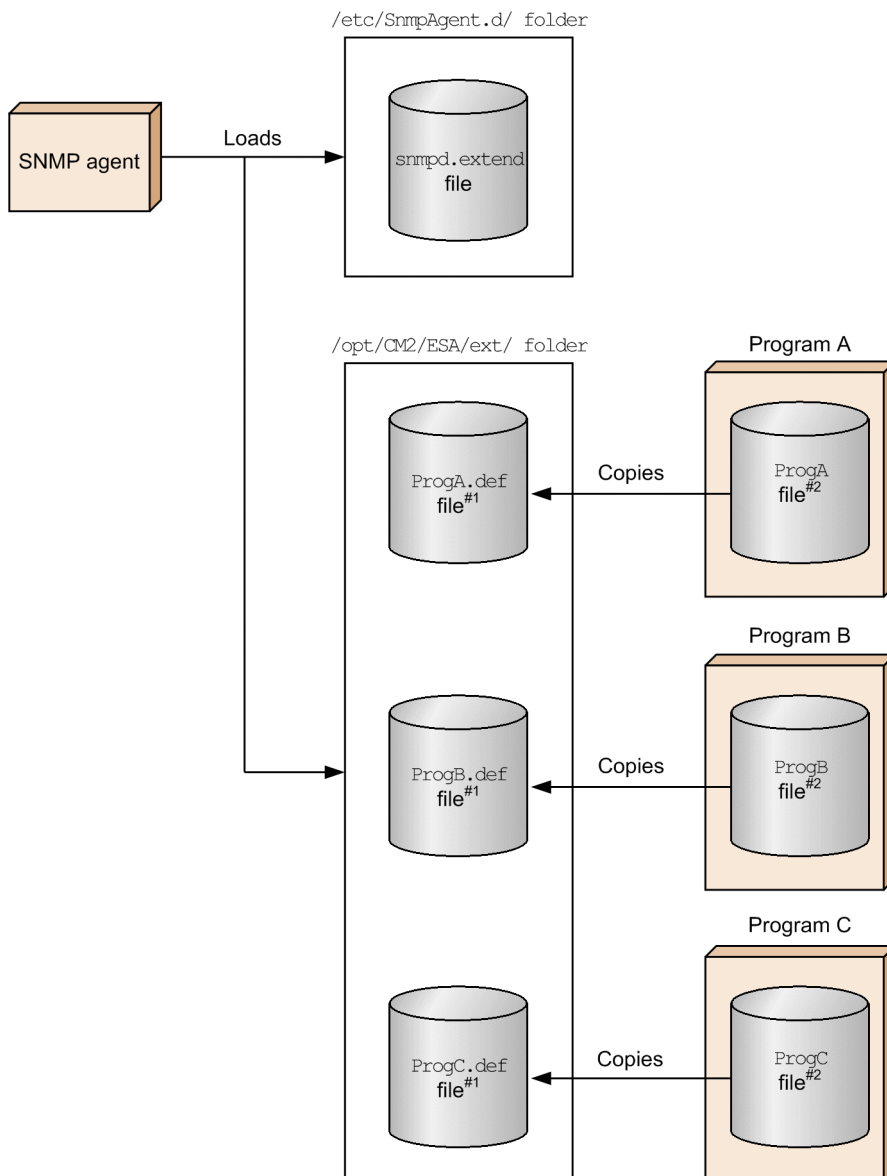 /etc/SnmpAgent.d/ folder
SNMP agent
Loads
snmpd.extend
file
/opt/CM2/ESA/ext/ folder
Program A
ProgA.def
file#1
Copies
ProgA
file#2
Program B
ProgB.def
file#1
Copies
ProgB
file#2
Program C
ProgC.def
file#1
Copies
ProgC
file#2